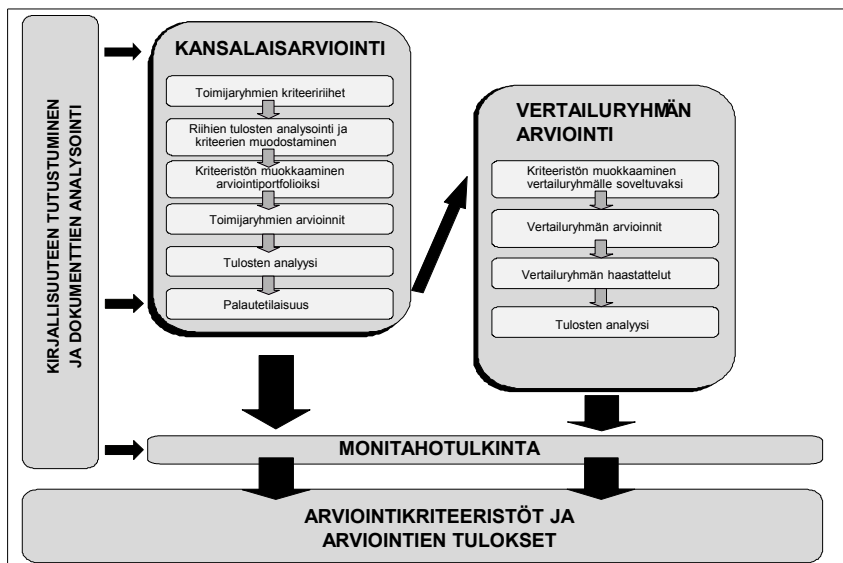 KIRJALLISUUTEEN TUTUSTUMINEN
JA DOKUMENTTIEN ANALYSOINTI
KANSALAISARVIOINTI
Toimijaryhmien kriteeririihet
Riihien tulosten analysointi ja
kriteerien muodostaminen
Kriteeristön muokkaaminen
arviointiportfolioiksi
Toimijaryhmien arvioinnit
Tulosten analyysi
Palautetilaisuus
VERTAILURYHMÄN
ARVIOINTI
Kriteeristön muokkaaminen
vertailuryhmälle soveltuvaksi
Vertailuryhmän arvioinnit
Vertailuryhmän haastattelut
Tulosten analyysi
MONITAHOTULKINTA
ARVIOINTIKRITEERISTÖT JA
ARVIOINTIEN TULOKSET